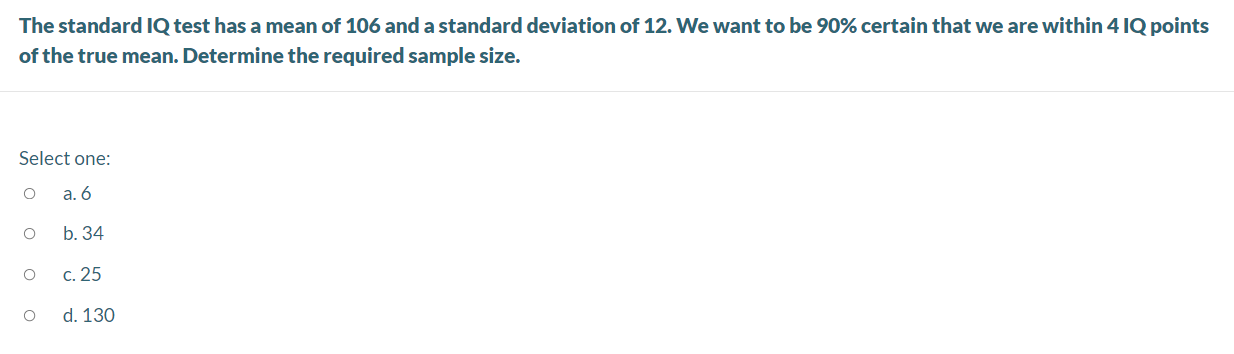 The standard IQ test has a mean of 106 and a standard deviation of 12. We want to be 90% certain that we are within 4 IQ points
of the true mean. Determine the required sample size.
Select one:
a. 6
b. 34
c. 25
d. 130